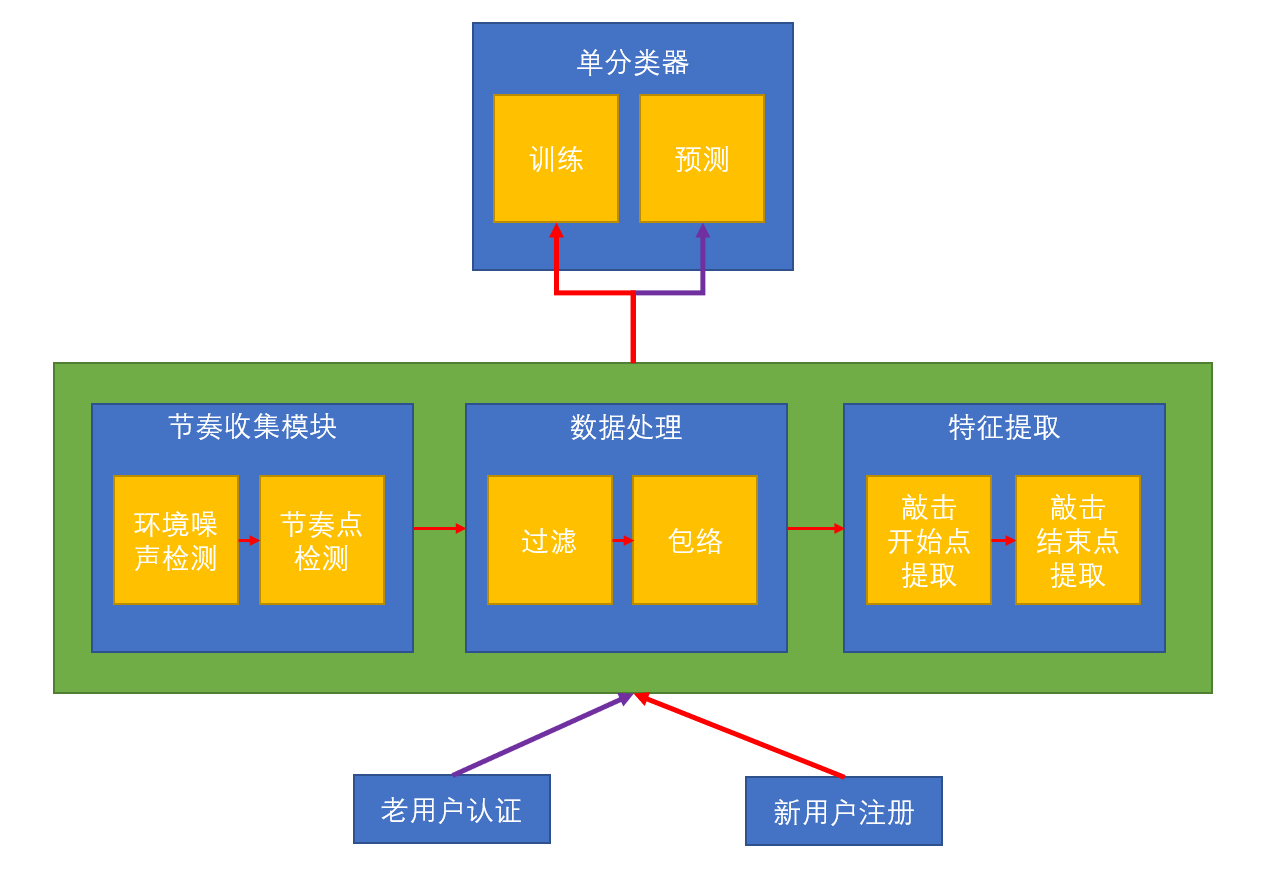 单分类器
训练
预测
节奏收集模块
环境噪
声检测
节奏点
检测
数据处理
过滤
包络
特征提取
敲击
开始点
提取
敲击
结束点
提取
老用户认证
新用户注册